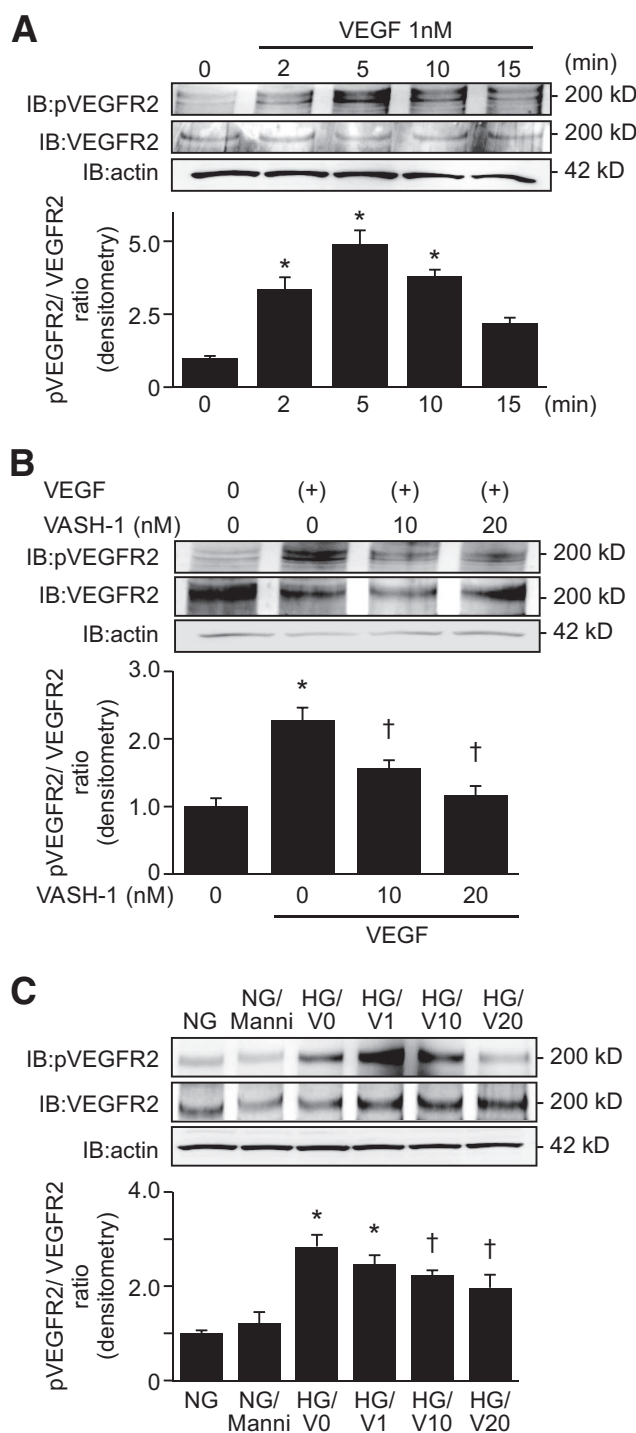 A
VEGF 1nM
0 2 5 10 15 (min)
IB:pVEGFR2 200 kD
IB:VEGFR2 200 kD
IB:actin 42 kD
pVEGFR2/ VEGFR2
ratio
(densitometry)
5.0
2.5
0
* * *
0 2 5 10 15 (min)
B
VEGF 0 (+) (+) (+)
VASH-1 (nM) 0 0 10 20
IB:pVEGFR2 200 kD
IB:VEGFR2 200 kD
IB:actin 42 kD
pVEGFR2/ VEGFR2
ratio
(densitometry)
3.0
2.0
1.0
0
* † †
VASH-1 (nM) 0 0 10 20
VEGF
C
NG NG/ HG/ HG/ HG/ HG/
Manni V0 V1 V10 V20
IB:pVEGFR2 200 kD
IB:VEGFR2 200 kD
IB:actin 42 kD
pVEGFR2/ VEGFR2
ratio
(densitometry)
4.0
2.0
0
* * † †
NG NG/ HG/ HG/ HG/ HG/
Manni V0 V1 V10 V20